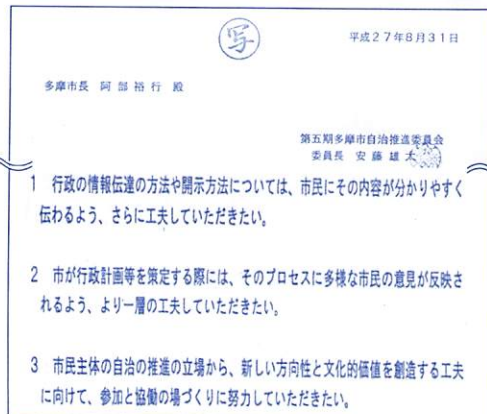 写
平成27年8月31日
多摩市長 阿部裕行 殿
第五期多摩市自治推進委員会
委員長 安藤雄太
1 行政の情報伝達の方法や開示方法については、市民にその内容が分かりやすく
伝わるよう、さらに工夫していただきたい。
2 市が行政計画等を策定する際には、そのプロセスに多様な市民の意見が反映さ
れるよう、より一層の工夫していただきたい。
3 市民主体の自治の推進の立場から、新しい方向性と文化的価値を創造する工夫
に向けて、参加と協働の場づくりに努力していただきたい。